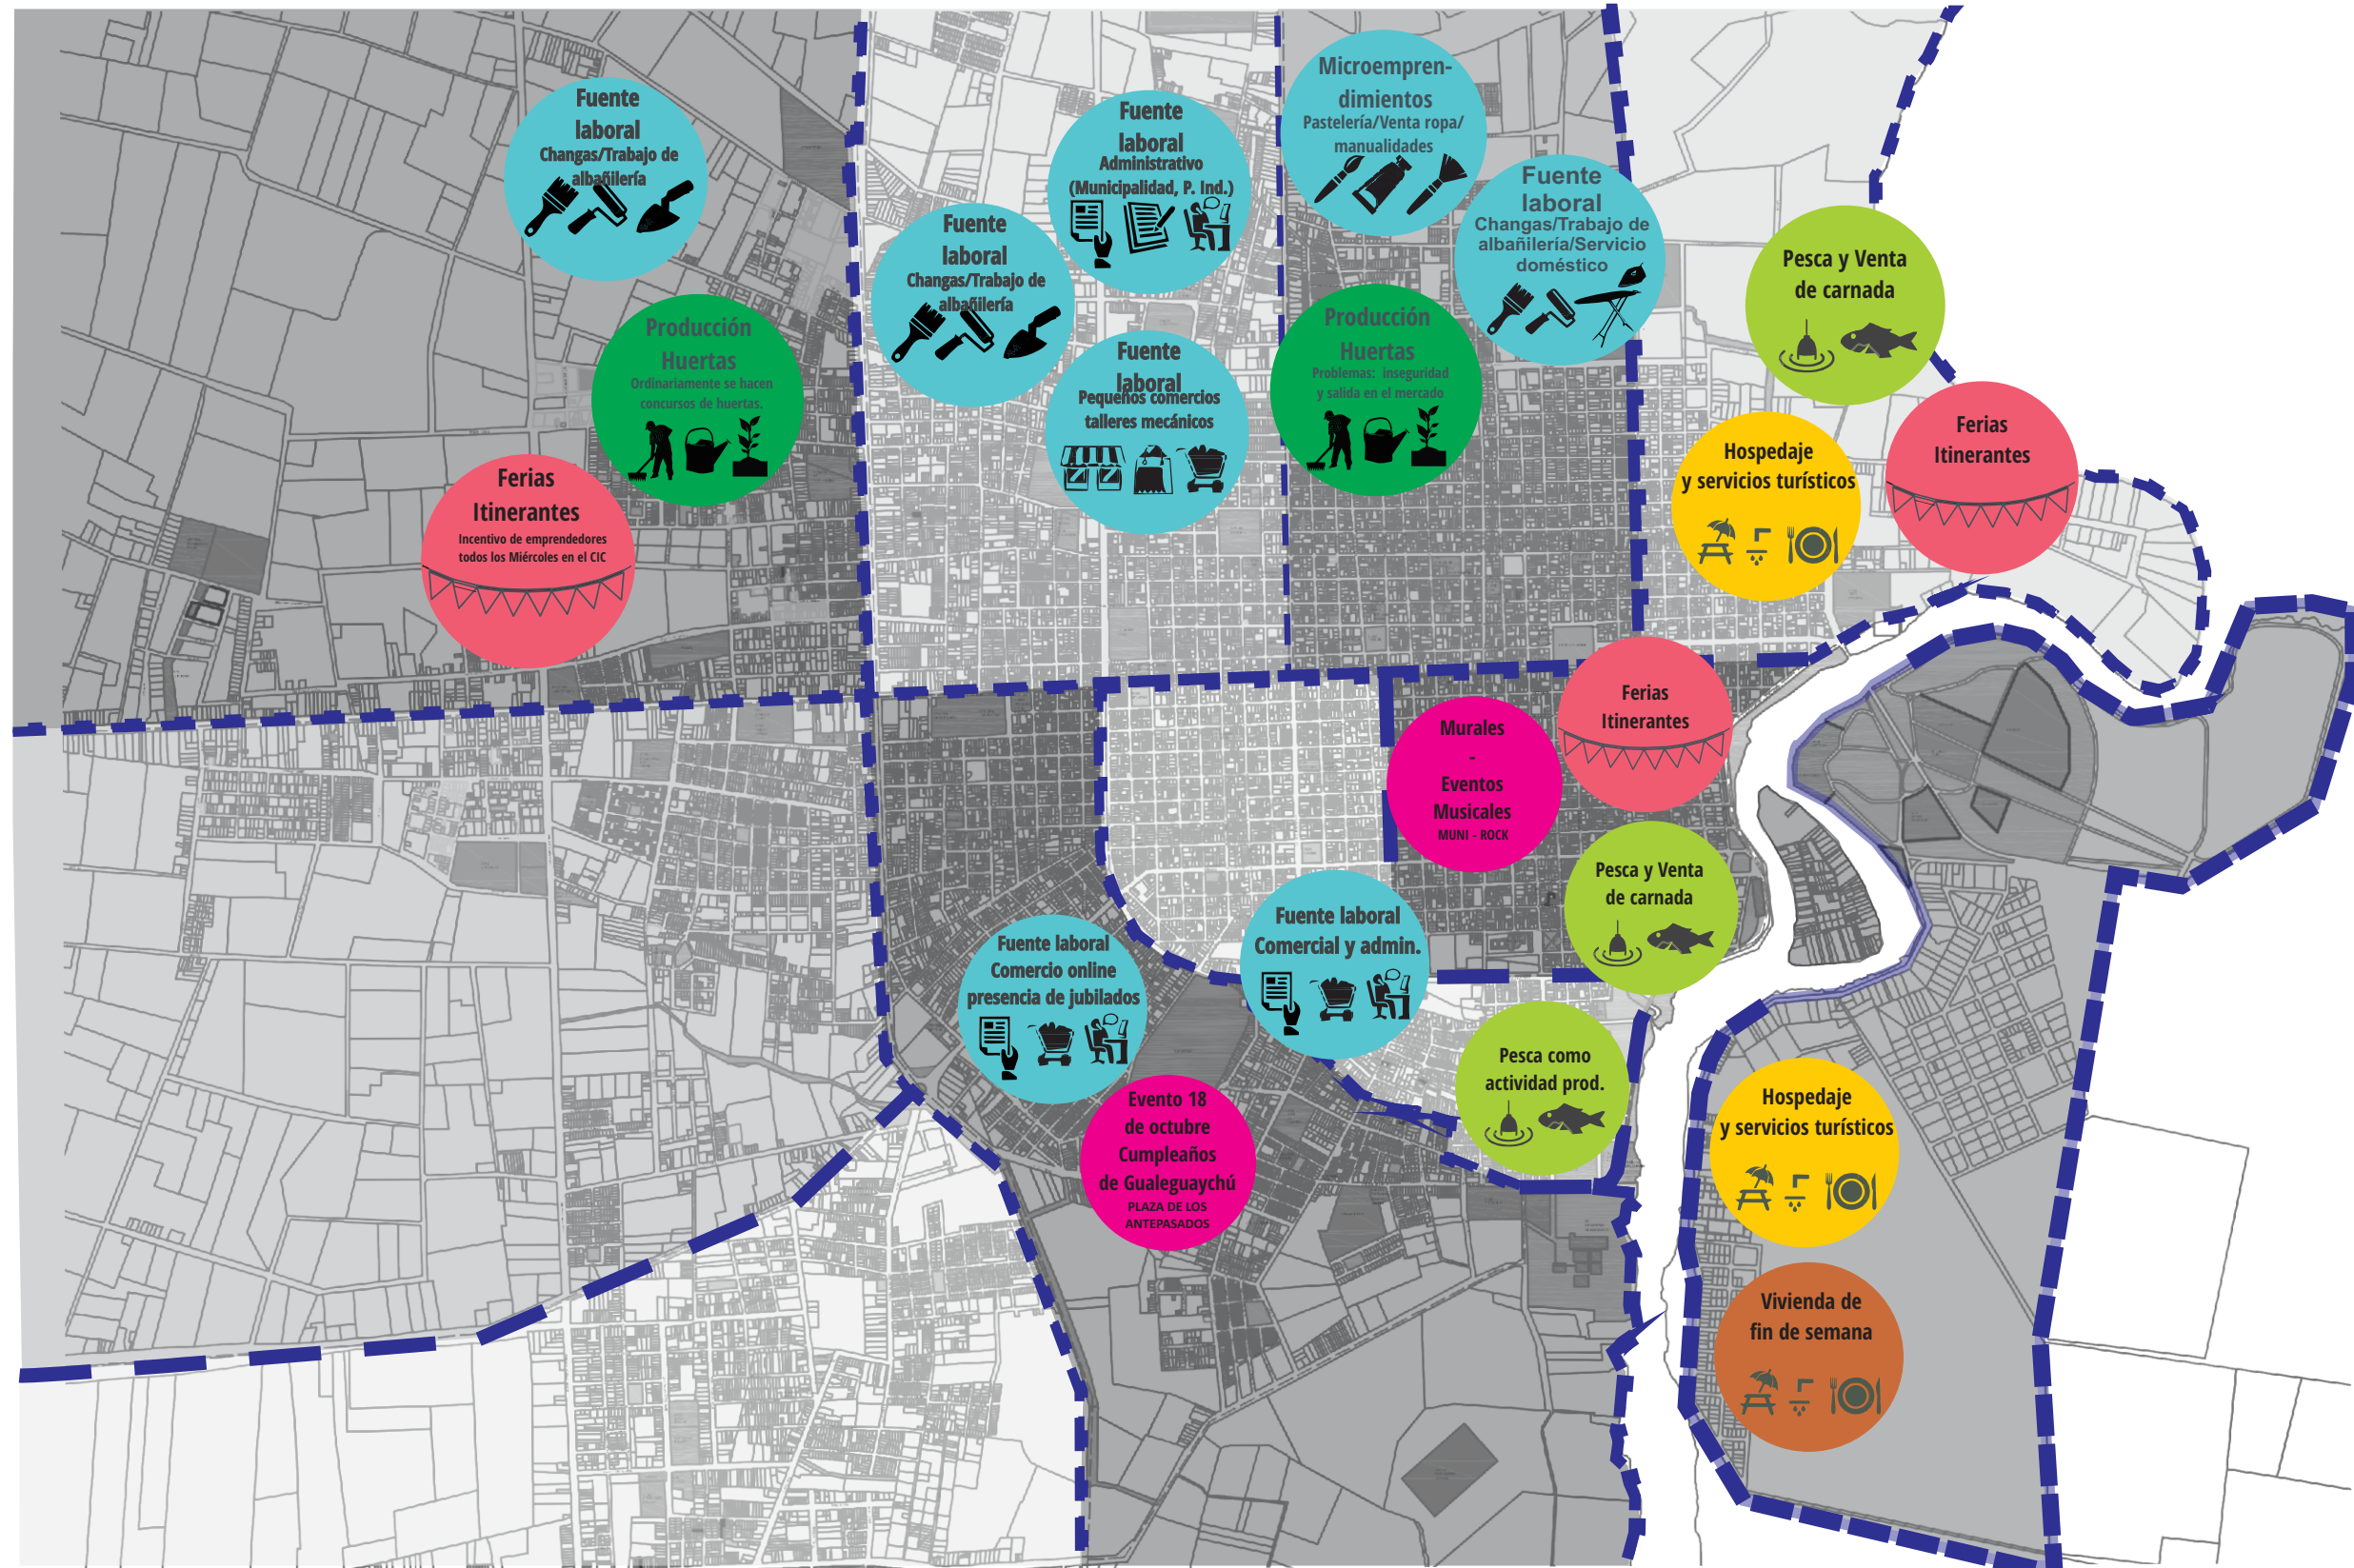 Fuente
laboral
Changas/Trabajo de
albañilería
Fuente
laboral
Administrativo
(Municipalidad, P. Ind.)
Microempren-
dimientos
Pastelería/Venta ropa/
manualidades
Fuente
laboral
Changas/Trabajo de
albañilería/Servicio
doméstico
Fuente
laboral
Changas/Trabajo de
albañilería
Pesca y Venta
de carnada
Producción
Huertas
Ordinariamente se hacen
concursos de huertas.
Fuente
laboral
Pequeños comercios
talleres mecánicos
Producción
Huertas
Problemas: inseguridad
y salida en el mercado
Hospedaje
y servicios turísticos
Ferias
Itinerantes
Ferias
Itinerantes
Incentivo de emprendedores
todos los Miércoles en el CIC
Ferias
Itinerantes
Murales
-
Eventos
Musicales
MUNI - ROCK
Pesca y Venta
de carnada
Fuente laboral
Comercial y admin.
Fuente laboral
Comercio online
presencia de jubilados
Pesca como
actividad prod.
Evento 18
de octubre
Cumpleaños
de Gualeguaychú
PLAZA DE LOS
ANTEPASADOS
Hospedaje
y servicios turísticos
Vivienda de
fin de semana